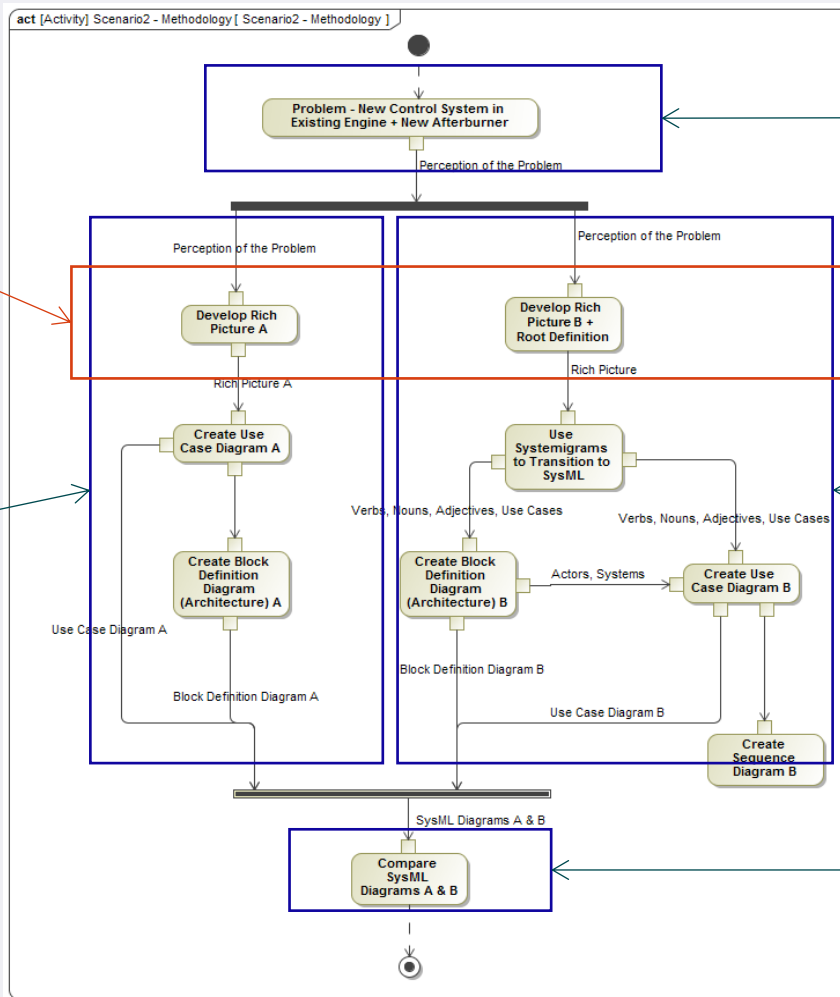 act [Activity] Scenario2 - Methodology [ Scenario2 - Methodology ]
Problem - New Control System in
Existing Engine + New Afterburner
Perception of the Problem
Perception of the Problem
Perception of the Problem
Develop Rich
Picture A
Develop Rich
Picture B +
Root Definition
Rich Picture A
Rich Picture
Create Use
Case Diagram A
Use
Systemigrams
to Transition to
SysML
Verbs, Nouns, Adjectives, Use Cases
Verbs, Nouns, Adjectives, Use Cases
Create Block
Definition
Diagram
(Architecture) A
Create Block
Definition
Diagram
(Architecture) B
Actors, Systems
Create Use
Case Diagram B
Use Case Diagram A
Block Definition Diagram A
Block Definition Diagram B
Use Case Diagram B
Create
Sequence
Diagram B
SysML Diagrams A & B
Compare
SysML
Diagrams A & B